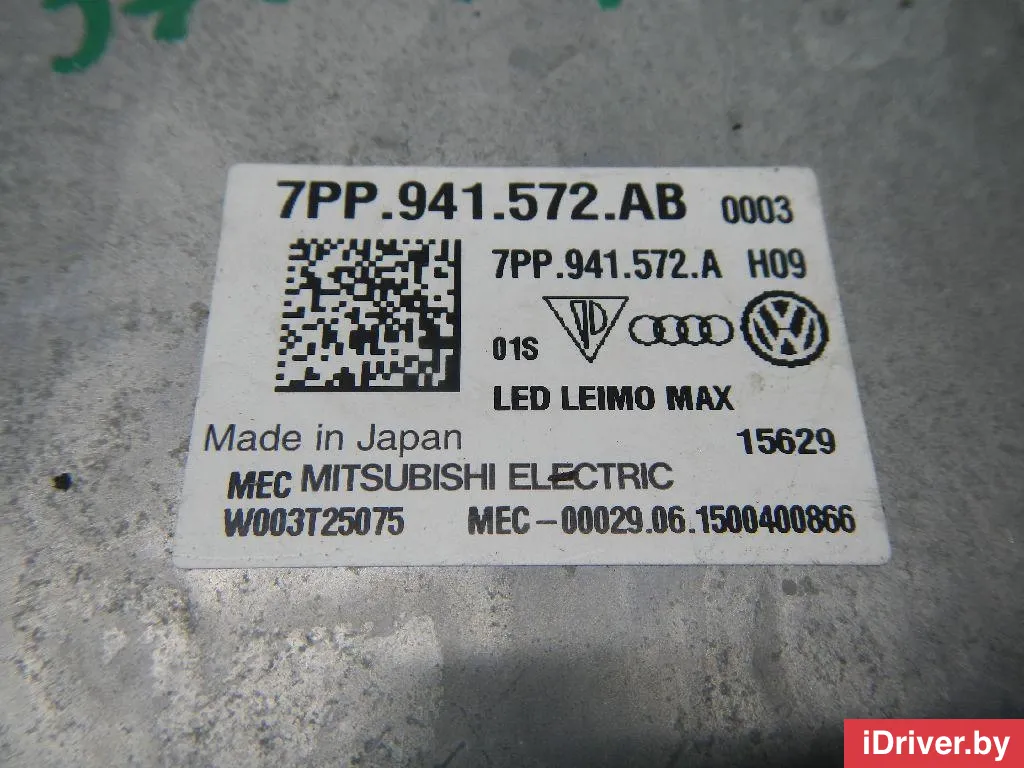 7PP.941.572.AB 0003
7PP.941.572.A H09
01S
LED LEIMO MAX
Made in Japan 15629
MEC MITSUBISHI ELECTRIC
W003T25075 MEC-00029.06.1500400866
iDriver.by